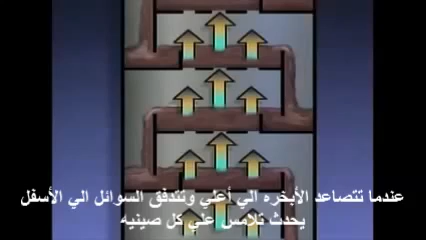 عندما تتصاعد الأبخره الي أعلي وتتدفق السوائل الي الأسفل
يحدث تلامس علي كل صينيه